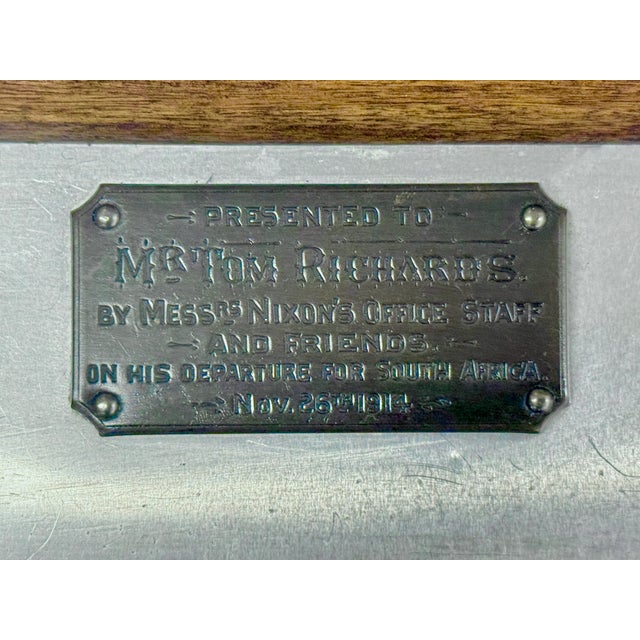 PRESENTED TO
MR TOM RICHARDS.
BY MESSRS NIXON'S OFFICE STAFF
AND FRIENDS.
ON HIS DEPARTURE FOR SOUTH AFRICA.
NOV. 26TH 1914